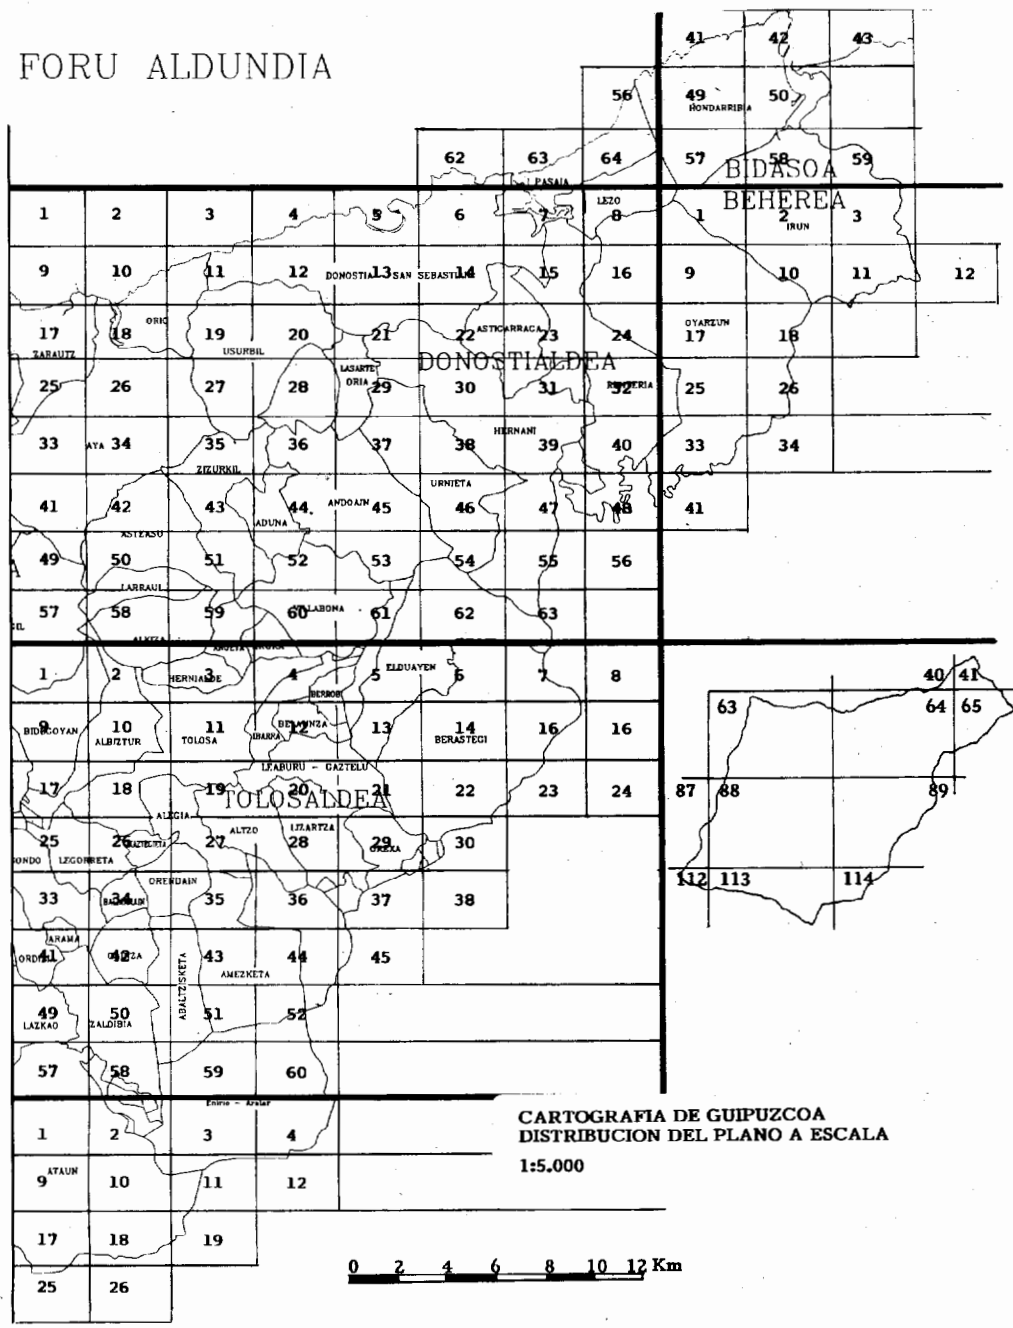 FORU ALDUNDIA
41 42 43
56 49 50
HONDARRIBIA
62 63 64 57 58 59
PASAIA
BIDASOA
BEHEREA
LEZO
1 2 3 4 5 6 7 8 1 2 3
IRUN
9 10 11 12 13 14 15 16 9 10 11 12
DONOSTIA SAN SEBASTIAN
ORIO
ASTIGARRAGA
OYARZUN
17 18 19 20 21 22 23 24 17 18
ZARAUTZ
USURBIL
DONOSTIALDEA
LASARTE
ORIA
25 26 27 28 29 30 31 32 25 26
RENTERIA
HERNANI
33 34 35 36 37 38 39 40 33 34
AYA
ZIZURKIL
URNIETA
41 42 43 44 45 46 47 48 41
ANDOAIN
ADUNA
ASTEASO
49 50 51 52 53 54 55 56
LARRAUL
57 58 59 60 61 62 63
VILLABONA
ALKIZA
ELDUAYEN
1 2 3 4 5 6 7 8
HERNIALDE
BERROBI
9 10 11 12 13 14 16 16
BIDEGOYAN
ALBIZTUR
TOLOSA
IBARRA
BELAUNZA
BERASTEGI
LEABURU - GAZTELU
17 18 19 20 21 22 23 24
TOLOSALDEA
ALEGIA
ALTZO
LIZARTZA
25 26 27 28 29 30
OREXA
ONDO
LEGORRETA
ORENDAIN
33 34 35 36 37 38
ARAMA
41 42 43 44 45
ABALTZISKETA
AMEZKETA
49 50 51 52
LAZKAO
ZALDIBIA
57 58 59 60
Enirio - Aralar
1 2 3 4
ATAUN
9 10 11 12
17 18 19
25 26
40 41
63 64 65
87 88 89
112 113 114
CARTOGRAFIA DE GUIPUZCOA
DISTRIBUCION DEL PLANO A ESCALA
1:5.000
0 2 4 6 8 10 12 Km